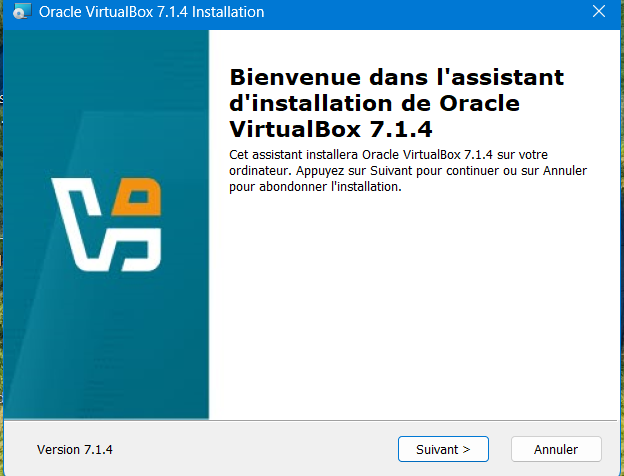 Oracle VirtualBox 7.1.4 Installation
Bienvenue dans l'assistant
d'installation de Oracle
VirtualBox 7.1.4
Cet assistant installera Oracle VirtualBox 7.1.4 sur votre
ordinateur. Appuyez sur Suivant pour continuer ou sur Annuler
pour abondonner l'installation.
Version 7.1.4
Suivant >
Annuler